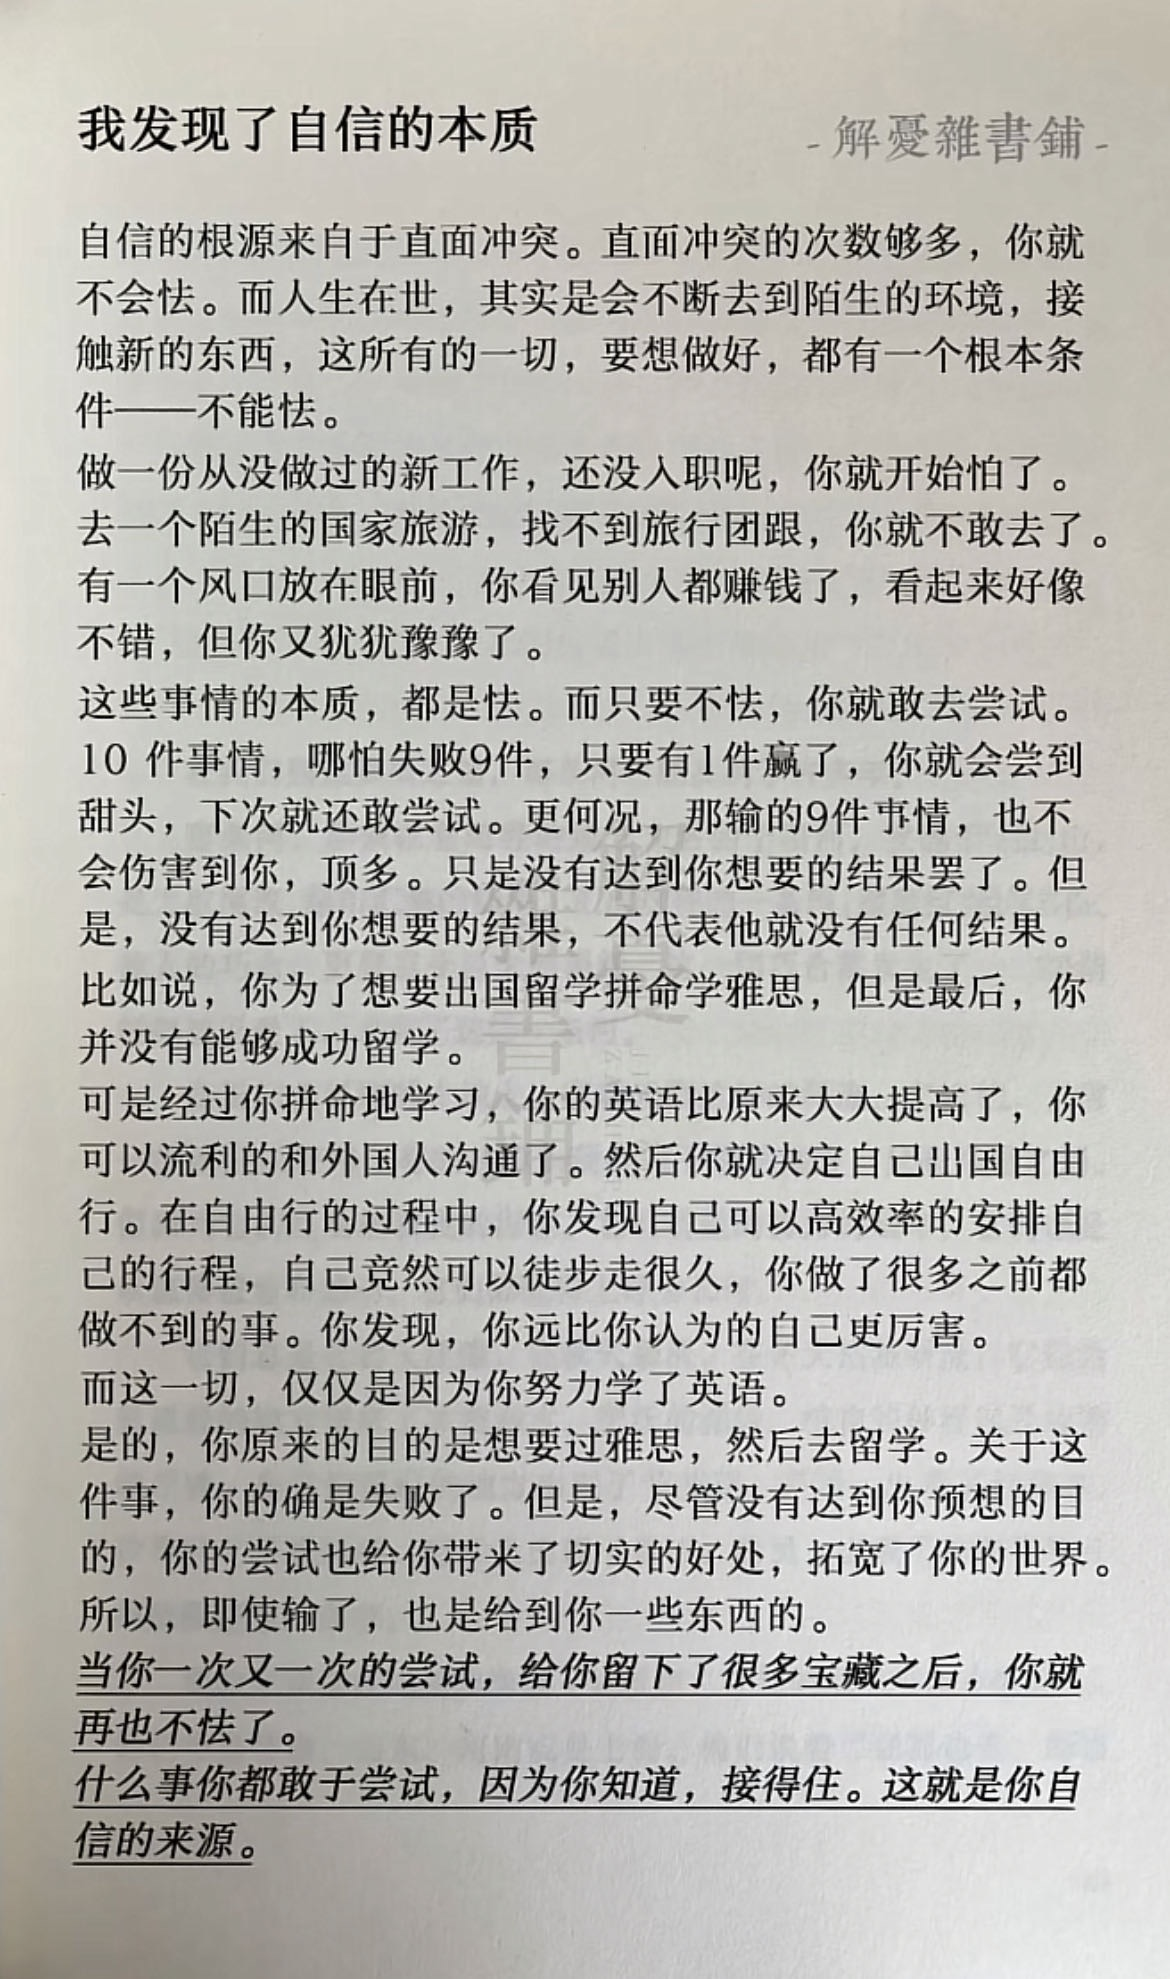 我发现了自信的本质
-解憂雜書鋪-
自信的根源来自于直面冲突。直面冲突的次数够多，你就
不会怯。而人生在世，其实是会不断去到陌生的环境，接
触新的东西，这所有的一切，要想做好，都有一个根本条
件——不能怯。
做一份从没做过的新工作，还没入职呢，你就开始怕了。
去一个陌生的国家旅游，找不到旅行团跟，你就不敢去了。
有一个风口放在眼前，你看见别人都赚钱了，看起来好像
不错，但你又犹犹豫豫了。
这些事情的本质，都是怯。而只要不怯，你就敢去尝试。
10 件事情，哪怕失败9件，只要有1件赢了，你就会尝到
甜头，下次就还敢尝试。更何况，那输的9件事情，也不
会伤害到你，顶多。只是没有达到你想要的结果罢了。但
是，没有达到你想要的结果，不代表他就没有任何结果。
比如说，你为了想要出国留学拼命学雅思，但是最后，你
并没有能够成功留学。
可是经过你拼命地学习，你的英语比原来大大提高了，你
可以流利的和外国人沟通了。然后你就决定自己出国自由
行。在自由行的过程中，你发现自己可以高效率的安排自
己的行程，自己竟然可以徒步走很久，你做了很多之前都
做不到的事。你发现，你远比你认为的自己更厉害。
而这一切，仅仅是因为你努力学了英语。
是的，你原来的目的是想要过雅思，然后去留学。关于这
件事，你的确是失败了。但是，尽管没有达到你预想的目
的，你的尝试也给你带来了切实的好处，拓宽了你的世界。
所以，即使输了，也是给到你一些东西的。
当你一次又一次的尝试，给你留下了很多宝藏之后，你就
再也不怯了。
什么事你都敢于尝试，因为你知道，接得住。这就是你自
信的来源。
解憂
雜書鋪